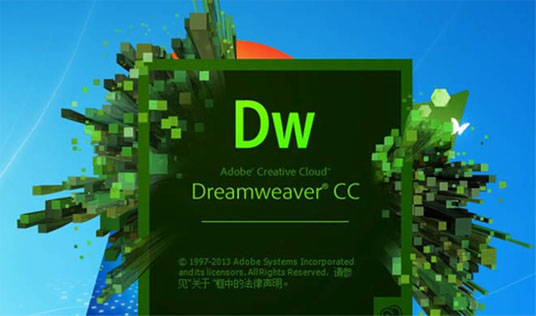 Dw
Adobe® Creative Cloud™
Dreamweaver® CC
© 1997-2013 Adobe Systems Incorporated
and its licensors. All Rights Reserved. 请参
见"关于"框中的法律声明。